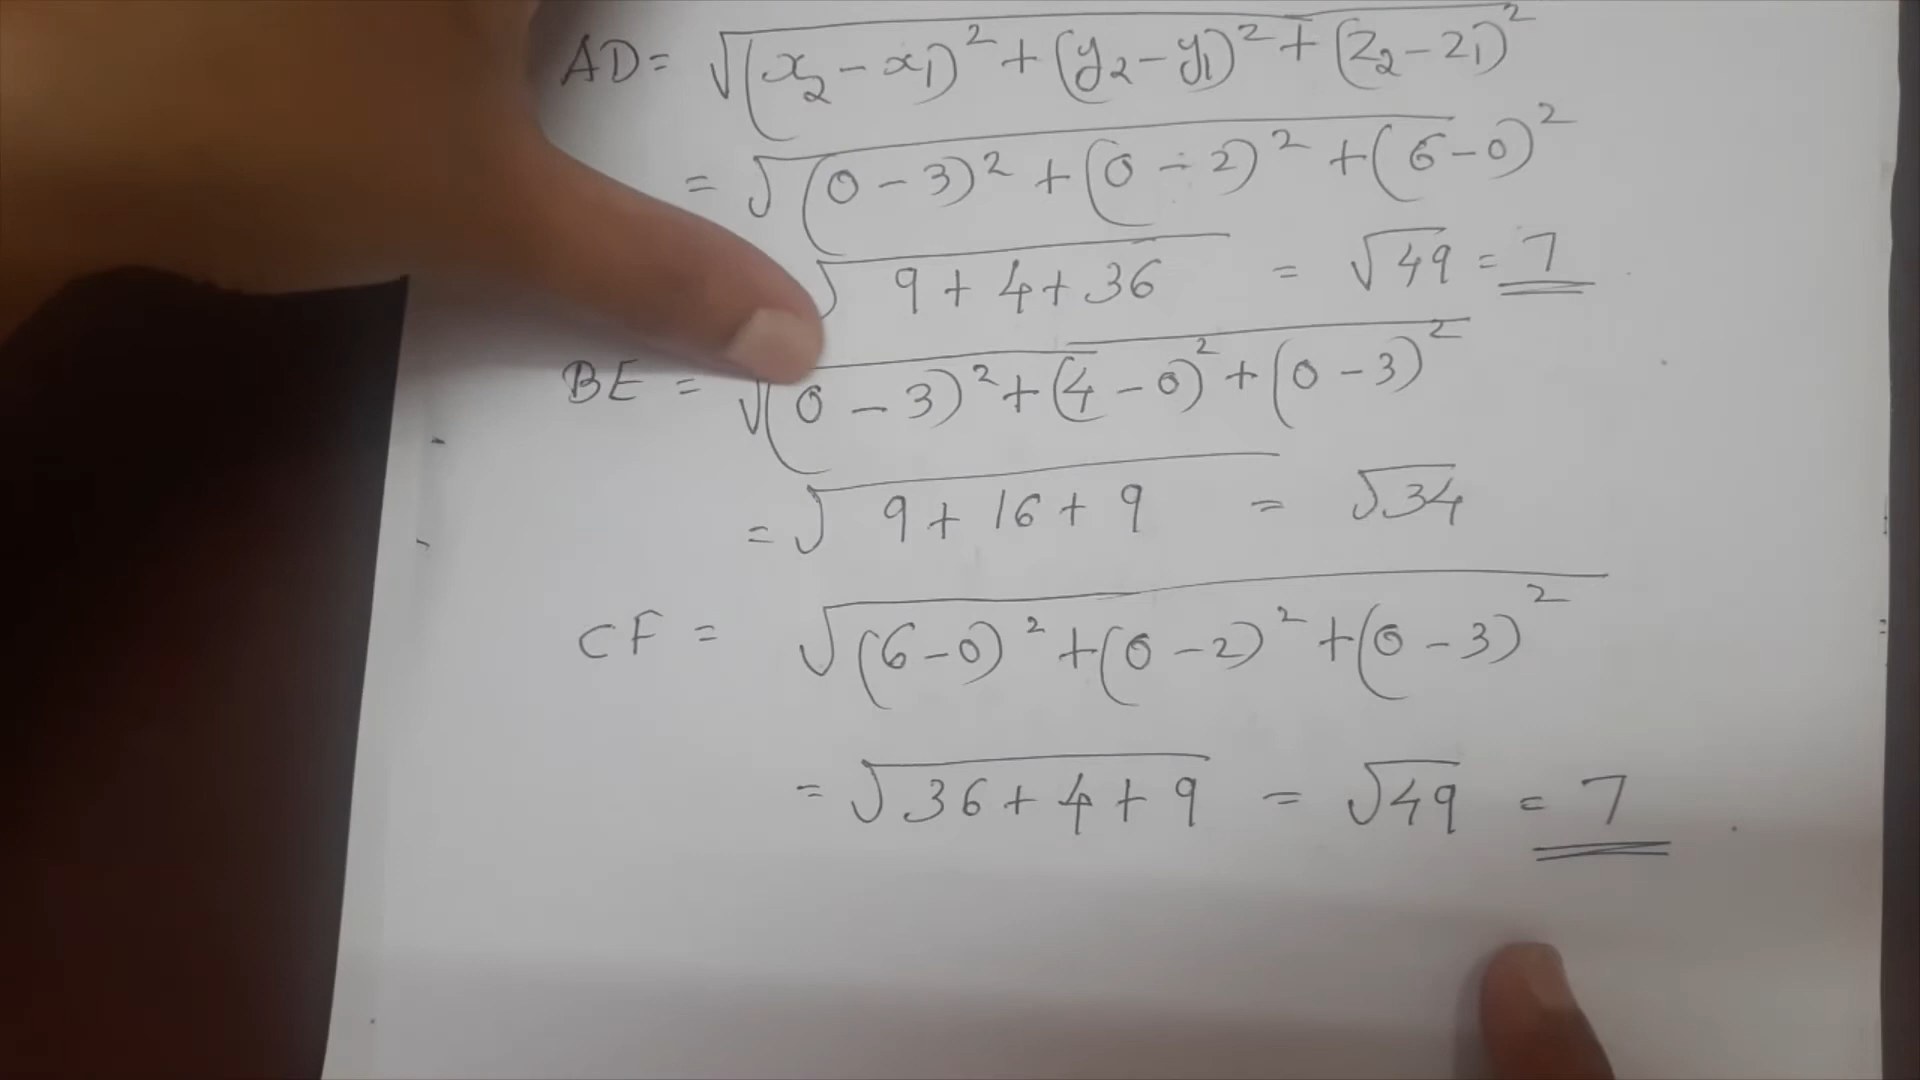 AD = √(x₂ - x₁)² + (y₂ - y₁)² + (z₂ - z₁)²
= √(0 - 3)² + (0 - 2)² + (6 - 0)²
√9 + 4 + 36 = √49 = 7
BE = √(0 - 3)² + (4 - 0)² + (0 - 3)²
= √9 + 16 + 9 = √34
CF = √(6 - 0)² + (0 - 2)² + (0 - 3)²
= √36 + 4 + 9 = √49 = 7